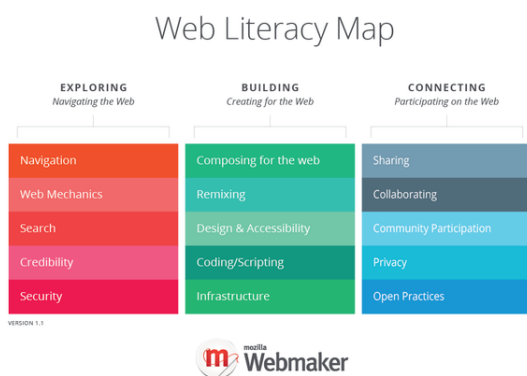 Web Literacy Map
EXPLORING
Navigating the Web
BUILDING
Creating for the Web
CONNECTING
Participating on the Web
Navigation
Web Mechanics
Search
Credibility
Security
Composing for the web
Remixing
Design & Accessibility
Coding/Scripting
Infrastructure
Sharing
Collaborating
Community Participation
Privacy
Open Practices
VERSION 1.1
m
mozilla
Webmaker